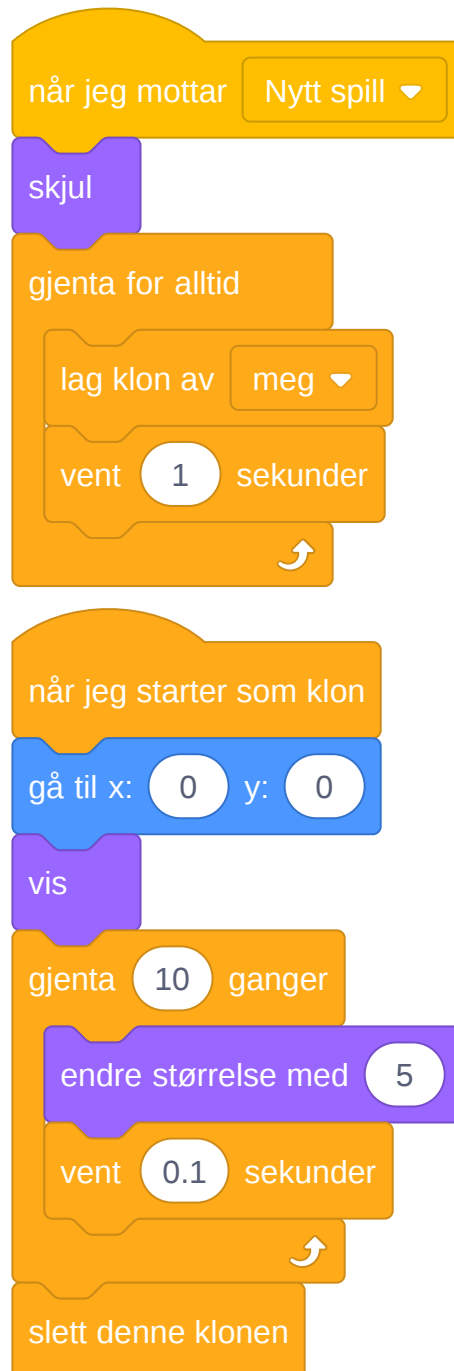 når jeg mottar Nytt spill
skjul
gjenta for alltid
lag klon av meg
vent 1 sekunder
når jeg starter som klon
gå til x: 0 y: 0
vis
gjenta 10 ganger
endre størrelse med 5
vent 0.1 sekunder
slett denne klonen